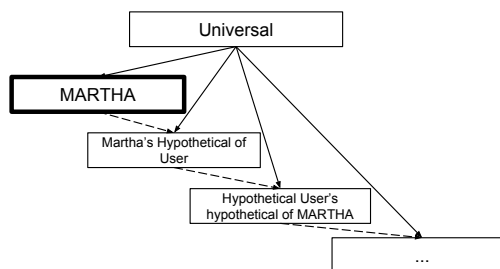 Universal
MARTHA
Martha's Hypothetical of
User
Hypothetical User's
hypothetical of MARTHA
...